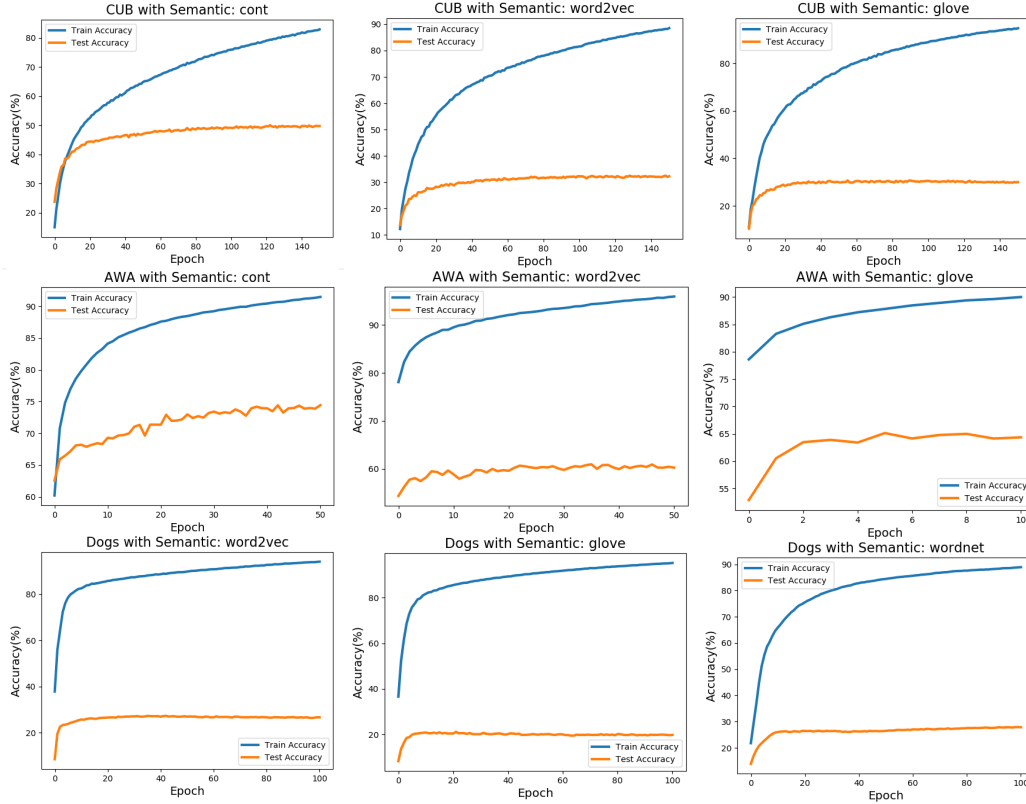 CUB with Semantic: cont
Train Accuracy
Test Accuracy
80
70
60
50
40
30
20
0 20 40 60 80 100 120 140
Accuracy(%)
Epoch
CUB with Semantic: word2vec
Train Accuracy
Test Accuracy
90
80
70
60
50
40
30
20
10
0 20 40 60 80 100 120 140
Accuracy(%)
Epoch
CUB with Semantic: glove
Train Accuracy
Test Accuracy
80
60
40
20
0 20 40 60 80 100 120 140
Accuracy(%)
Epoch
AWA with Semantic: cont
Train Accuracy
Test Accuracy
90
85
80
75
70
65
60
0 10 20 30 40 50
Accuracy(%)
Epoch
AWA with Semantic: word2vec
Train Accuracy
Test Accuracy
90
80
70
60
0 10 20 30 40 50
Accuracy(%)
Epoch
AWA with Semantic: glove
90
85
80
75
70
65
60
55
Train Accuracy
Test Accuracy
0 2 4 6 8 10
Accuracy(%)
Epoch
Dogs with Semantic: word2vec
80
60
40
20
Train Accuracy
Test Accuracy
0 20 40 60 80 100
Accuracy(%)
Epoch
Dogs with Semantic: glove
80
60
40
20
Train Accuracy
Test Accuracy
0 20 40 60 80 100
Accuracy(%)
Epoch
Dogs with Semantic: wordnet
Train Accuracy
Test Accuracy
90
80
70
60
50
40
30
20
0 20 40 60 80 100
Accuracy(%)
Epoch